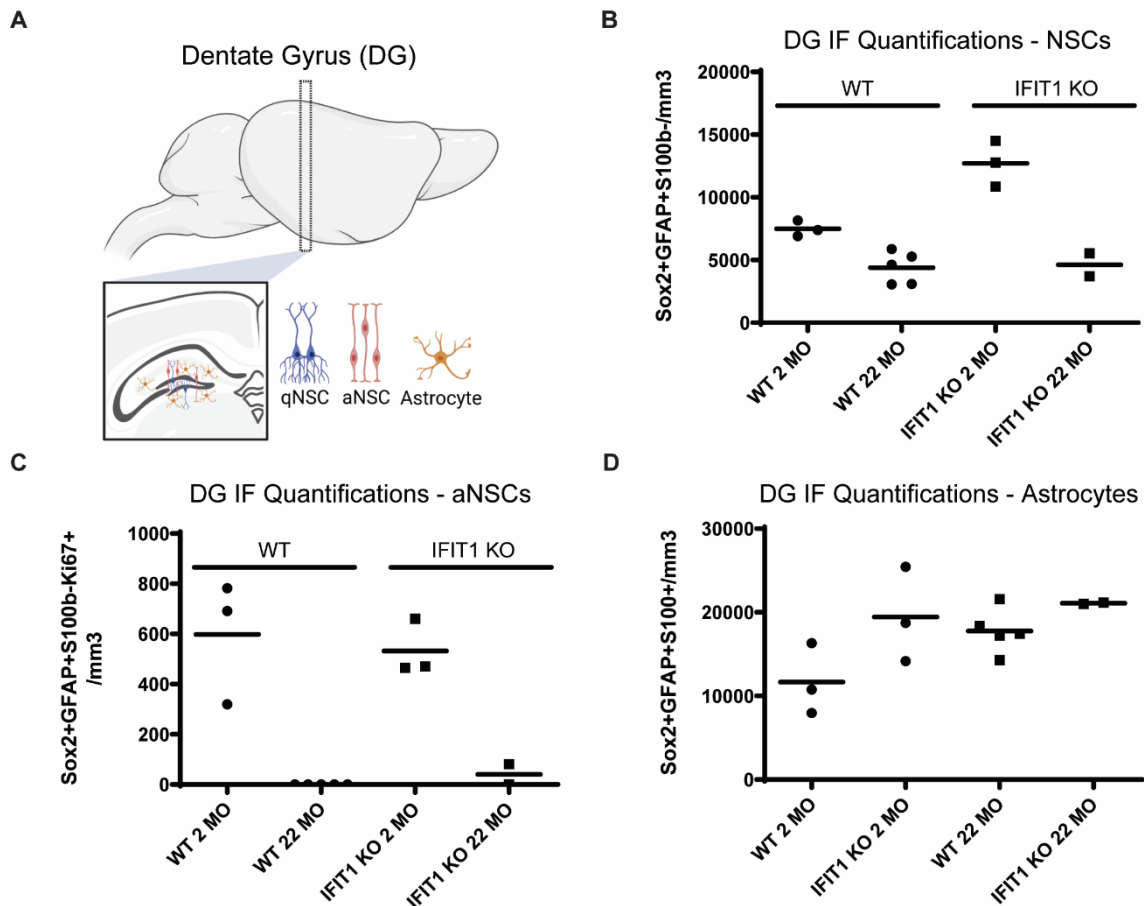 A
Dentate Gyrus (DG)
qNSC
aNSC
Astrocyte
B
DG IF Quantifications - NSCs
Sox2+GFAP+S100b-/mm3
20000
15000
10000
5000
0
WT
IFIT1 KO
WT 2 MO
WT 22 MO
IFIT1 KO 2 MO
IFIT1 KO 22 MO
C
DG IF Quantifications - aNSCs
Sox2+GFAP+S100b-Ki67+
/mm3
1000
800
600
400
200
0
WT
IFIT1 KO
WT 2 MO
WT 22 MO
IFIT1 KO 2 MO
IFIT1 KO 22 MO
D
DG IF Quantifications - Astrocytes
Sox2+GFAP+S100+/mm3
30000
20000
10000
0
WT 2 MO
IFIT1 KO 2 MO
WT 22 MO
IFIT1 KO 22 MO